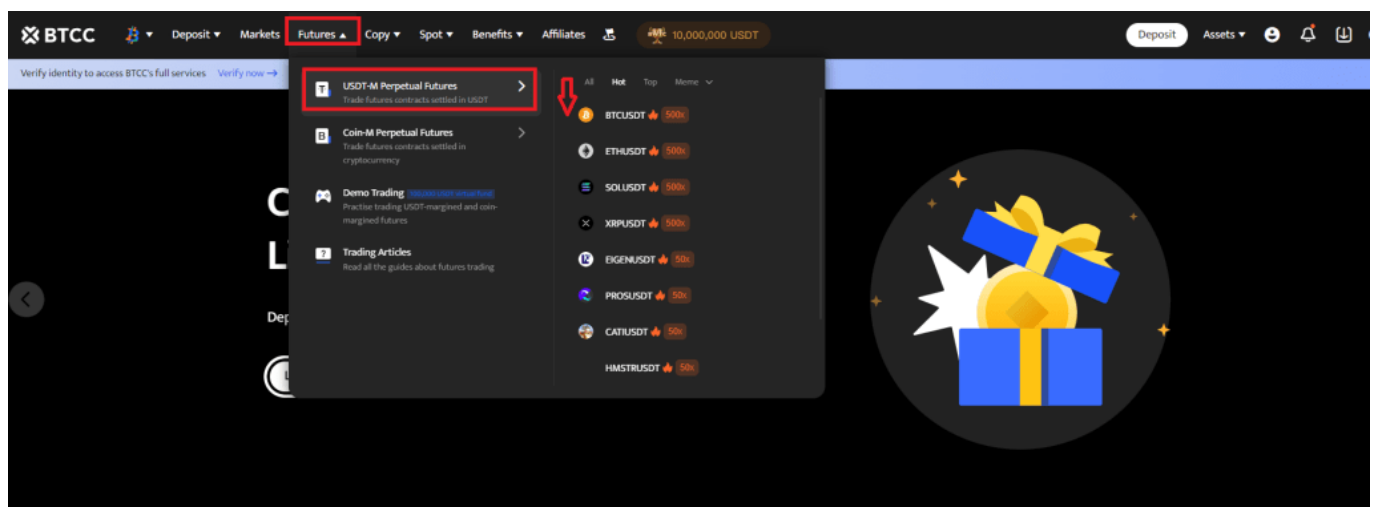 BTCC Deposit Markets Futures Copy Spot Benefits Affiliates 10,000,000 USDT Deposit Assets
Verify identity to access BTCC's full services Verify now →
USDT-M Perpetual Futures
Trade futures contracts settled in USDT
Coin-M Perpetual Futures
Trade futures contracts settled in
cryptocurrency
Demo Trading
Practise trading USDT-margined and coin-
margined futures
Trading Articles
Read all the guides about futures trading
All Hot Top Meme
BTCUSDT 500x
ETHUSDT 500x
SOLUSDT 500x
XRPUSDT 500x
EIGENUSDT 50x
PROSUSDT 50x
CATIUSDT 50x
HMSTRUSDT 50x
C
L
Dep